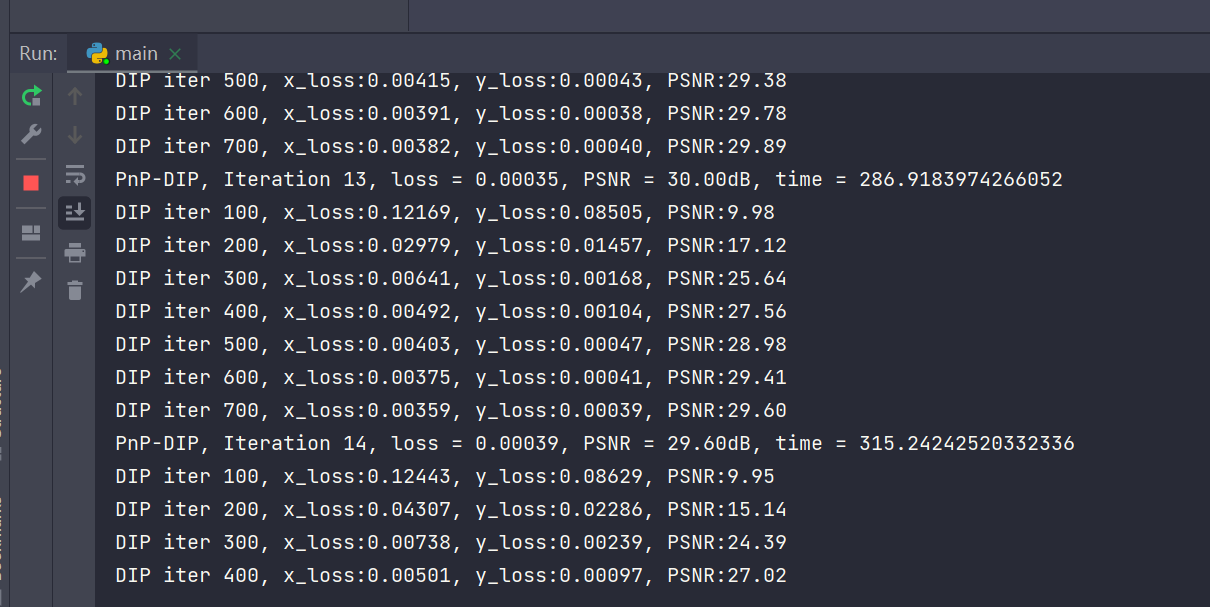 Run: main
DIP iter 500, x_loss:0.00415, y_loss:0.00043, PSNR:29.38
DIP iter 600, x_loss:0.00391, y_loss:0.00038, PSNR:29.78
DIP iter 700, x_loss:0.00382, y_loss:0.00040, PSNR:29.89
PnP-DIP, Iteration 13, loss = 0.00035, PSNR = 30.00dB, time = 286.9183974266052
DIP iter 100, x_loss:0.12169, y_loss:0.08505, PSNR:9.98
DIP iter 200, x_loss:0.02979, y_loss:0.01457, PSNR:17.12
DIP iter 300, x_loss:0.00641, y_loss:0.00168, PSNR:25.64
DIP iter 400, x_loss:0.00492, y_loss:0.00104, PSNR:27.56
DIP iter 500, x_loss:0.00403, y_loss:0.00047, PSNR:28.98
DIP iter 600, x_loss:0.00375, y_loss:0.00041, PSNR:29.41
DIP iter 700, x_loss:0.00359, y_loss:0.00039, PSNR:29.60
PnP-DIP, Iteration 14, loss = 0.00039, PSNR = 29.60dB, time = 315.24242520332336
DIP iter 100, x_loss:0.12443, y_loss:0.08629, PSNR:9.95
DIP iter 200, x_loss:0.04307, y_loss:0.02286, PSNR:15.14
DIP iter 300, x_loss:0.00738, y_loss:0.00239, PSNR:24.39
DIP iter 400, x_loss:0.00501, y_loss:0.00097, PSNR:27.02